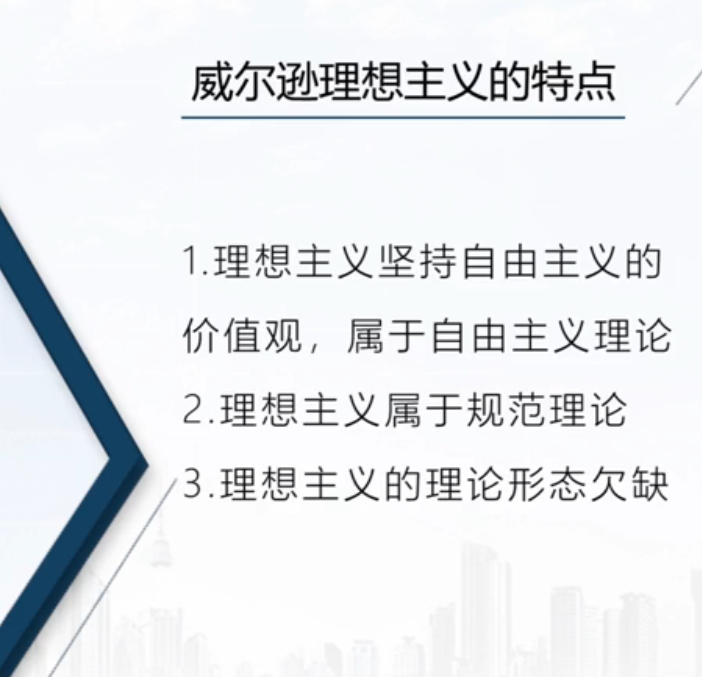 威尔逊理想主义的特点
1.理想主义坚持自由主义的
价值观，属于自由主义理论
2.理想主义属于规范理论
3.理想主义的理论形态欠缺